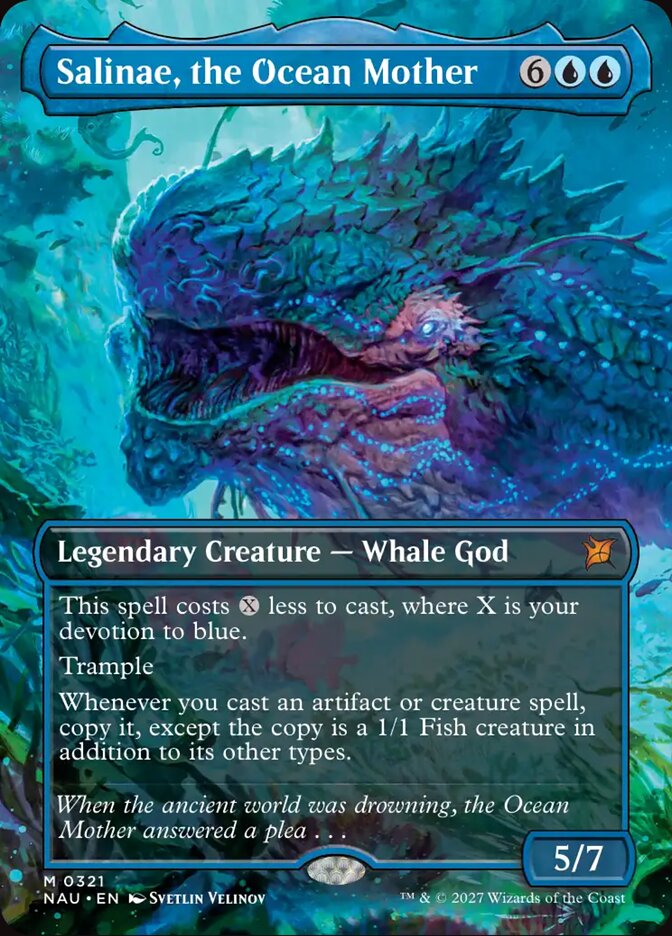 Salinae, the Ocean Mother 6
Legendary Creature — Whale God
This spell costs X less to cast, where X is your
devotion to blue.
Trample
Whenever you cast an artifact or creature spell,
copy it, except the copy is a 1/1 Fish creature in
addition to its other types.
When the ancient world was drowning, the Ocean
Mother answered a plea . . .
5/7
M 0321
NAU • EN Svetlin Velinov
™ & © 2027 Wizards of the Coast